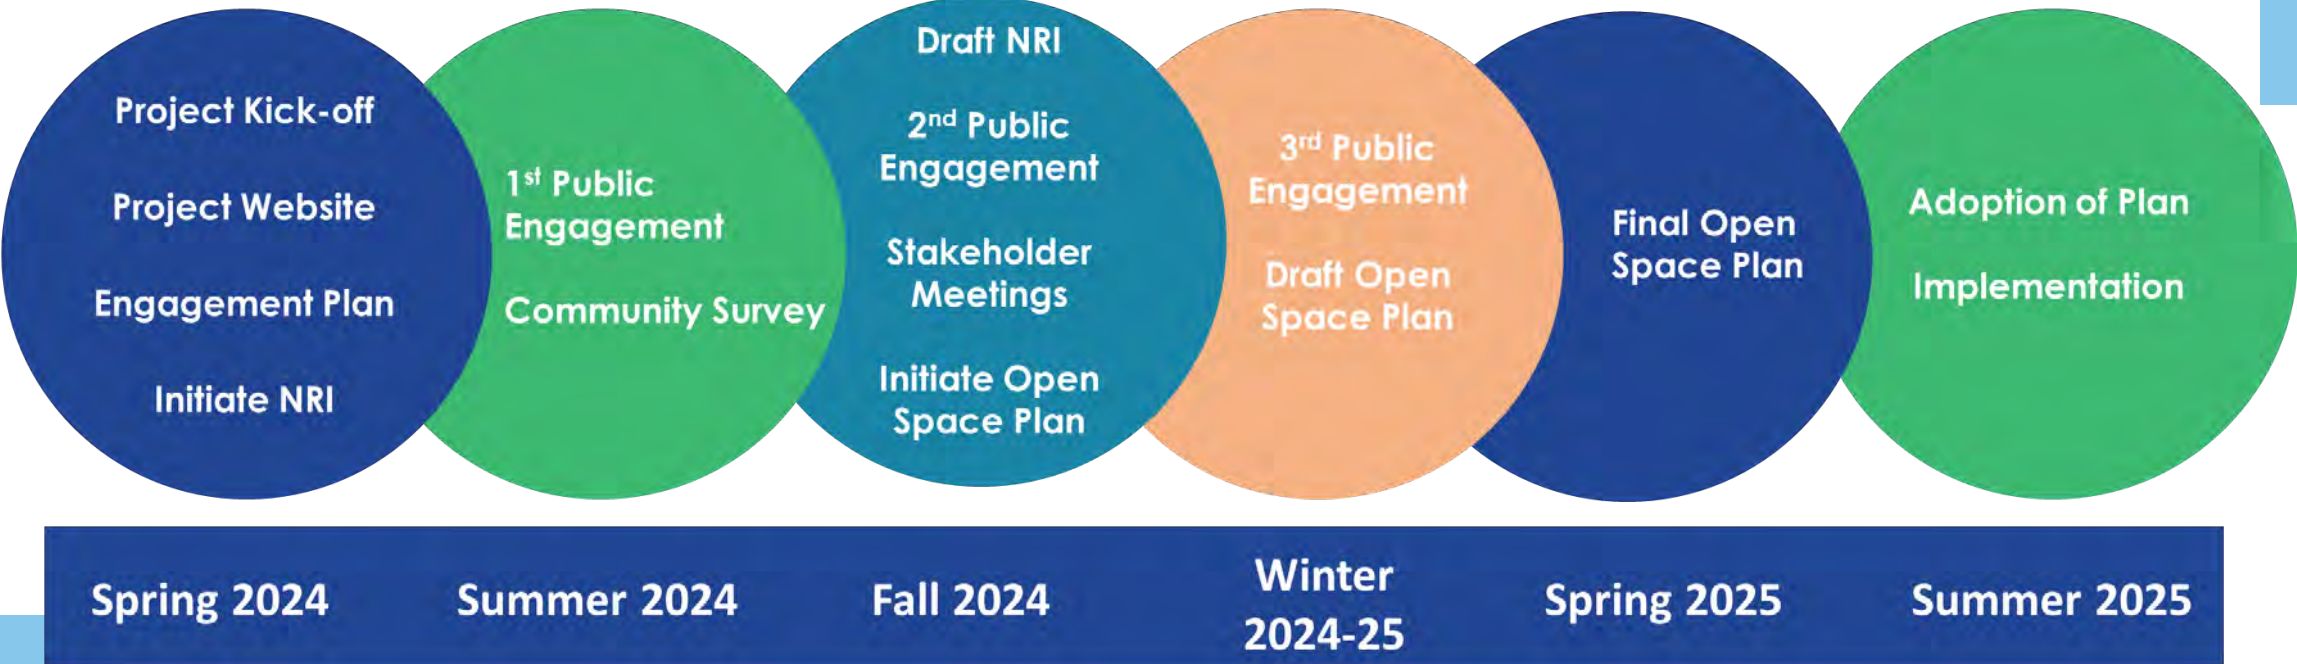 Project Kick-off
Project Website
Engagement Plan
Initiate NRI
1st Public
Engagement
Community Survey
Draft NRI
2nd Public
Engagement
Stakeholder
Meetings
Initiate Open
Space Plan
3rd Public
Engagement
Draft Open
Space Plan
Final Open
Space Plan
Adoption of Plan
Implementation
Spring 2024
Summer 2024
Fall 2024
Winter
2024-25
Spring 2025
Summer 2025